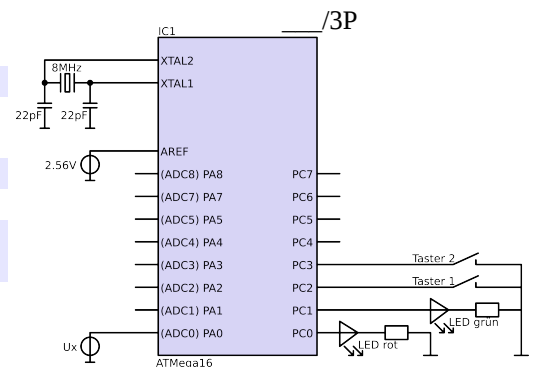 ____/3P
IC1
XTAL2
8MHz
XTAL1
22pF 22pF
AREF
2.56V
(ADC8) PA8 PC7
(ADC7) PA7 PC6
(ADC5) PA5 PC5
(ADC4) PA4 PC4
Taster 2
(ADC3) PA3 PC3
Taster 1
(ADC2) PA2 PC2
(ADC1) PA1 PC1
LED grün
(ADC0) PA0 PC0
Ux
LED rot
ATMega16